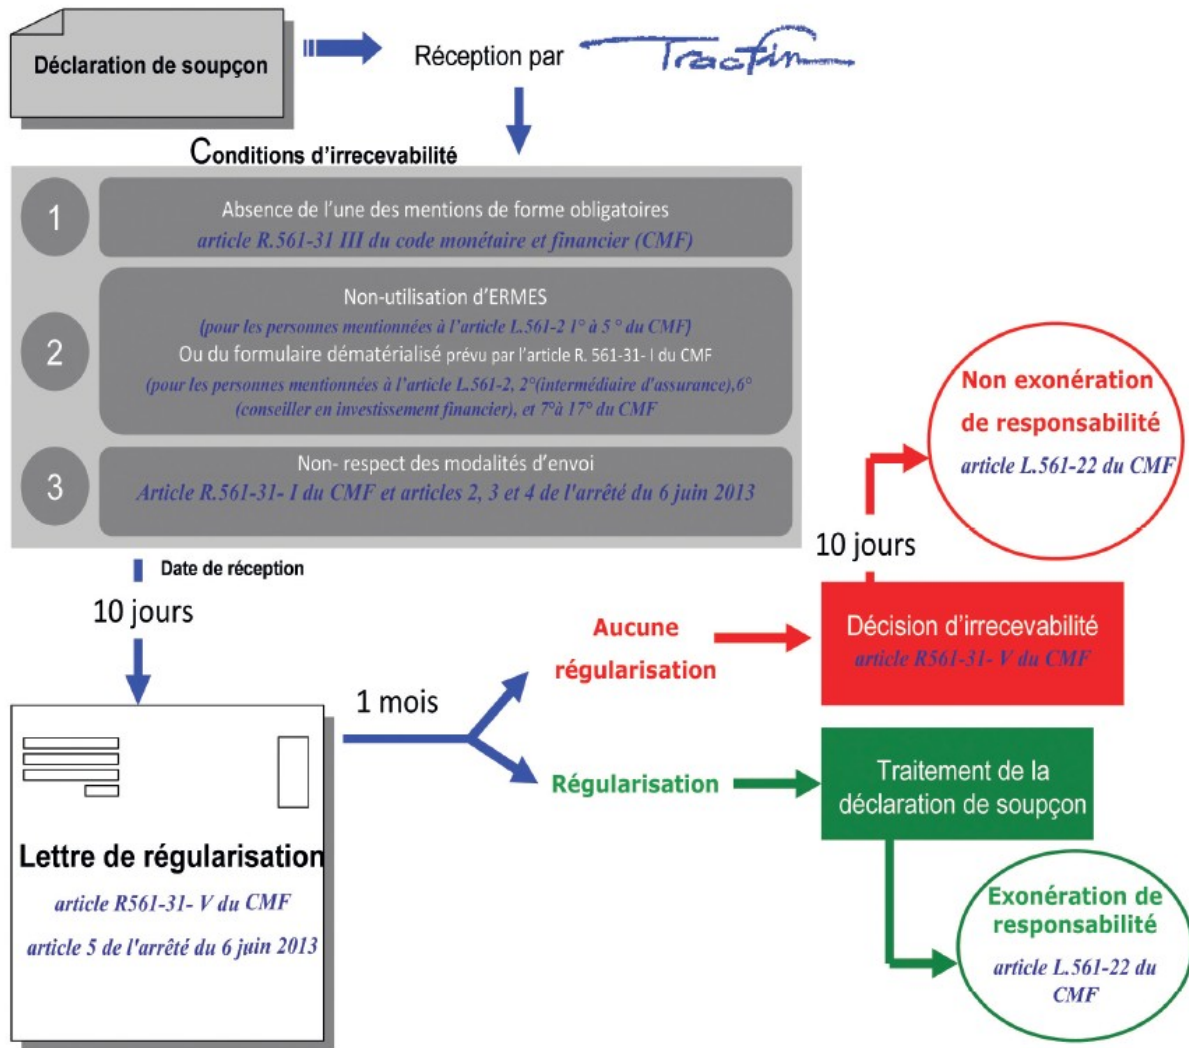 Déclaration de soupçon
Réception par
Tracfin
Conditions d'irrecevabilité
1
Absence de l'une des mentions de forme obligatoires
article R.561-31 III du code monétaire et financier (CMF)
2
Non-utilisation d'ERMES
(pour les personnes mentionnées à l'article L.561-2 1° à 5 ° du CMF)
Ou du formulaire dématérialisé prévu par l'article R. 561-31- I du CMF
(pour les personnes mentionnées à l'article L.561-2, 2°(intermédiaire d'assurance),6°
(conseiller en investissement financier), et 7°à 17° du CMF
3
Non- respect des modalités d'envoi
Article R.561-31- I du CMF et articles 2, 3 et 4 de l'arrêté du 6 juin 2013
Date de réception
10 jours
Lettre de régularisation
article R561-31- V du CMF
article 5 de l'arrêté du 6 juin 2013
1 mois
Aucune
régularisation
Décision d'irrecevabilité
article R561-31- V du CMF
10 jours
Non exonération
de responsabilité
article L.561-22 du CMF
Régularisation
Traitement de la
déclaration de soupçon
Exonération de
responsabilité
article L.561-22 du
CMF